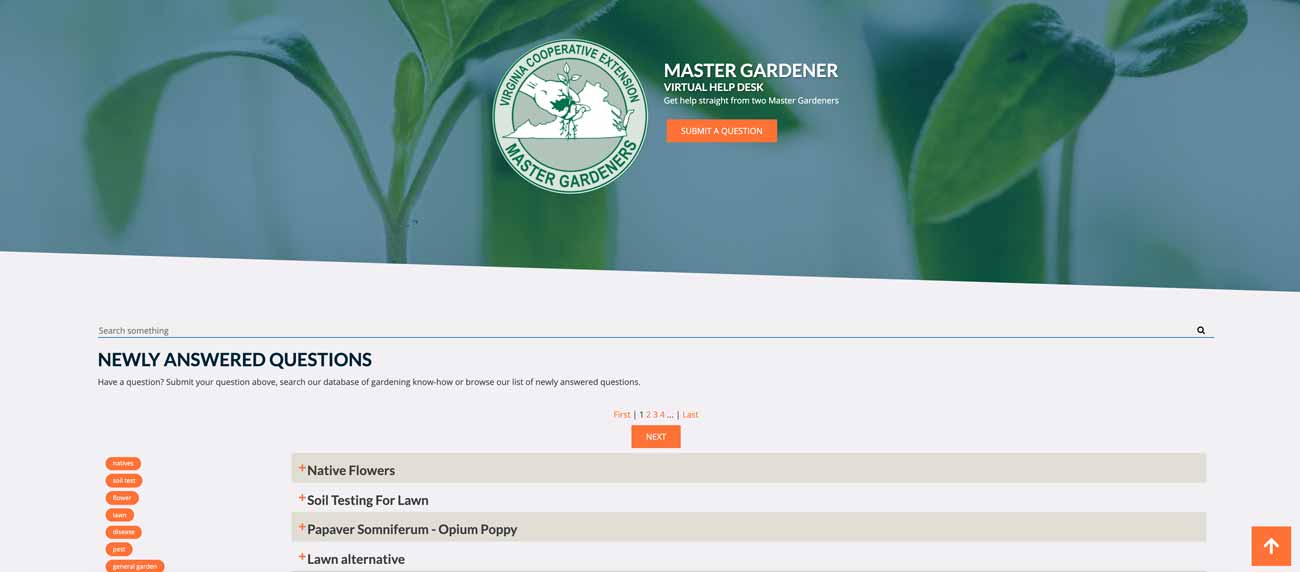 VIRGINIA COOPERATIVE EXTENSION
MASTER GARDENERS
MASTER GARDENER
VIRTUAL HELP DESK
Get help straight from two Master Gardeners
SUBMIT A QUESTION
Search something
NEWLY ANSWERED QUESTIONS
Have a question? Submit your question above, search our database of gardening know-how or browse our list of newly answered questions.
First | 1 2 3 4 ... | Last
NEXT
natives
soil test
flower
lawn
disease
pest
general garden
+Native Flowers
+Soil Testing For Lawn
+Papaver Somniferum - Opium Poppy
+Lawn alternative